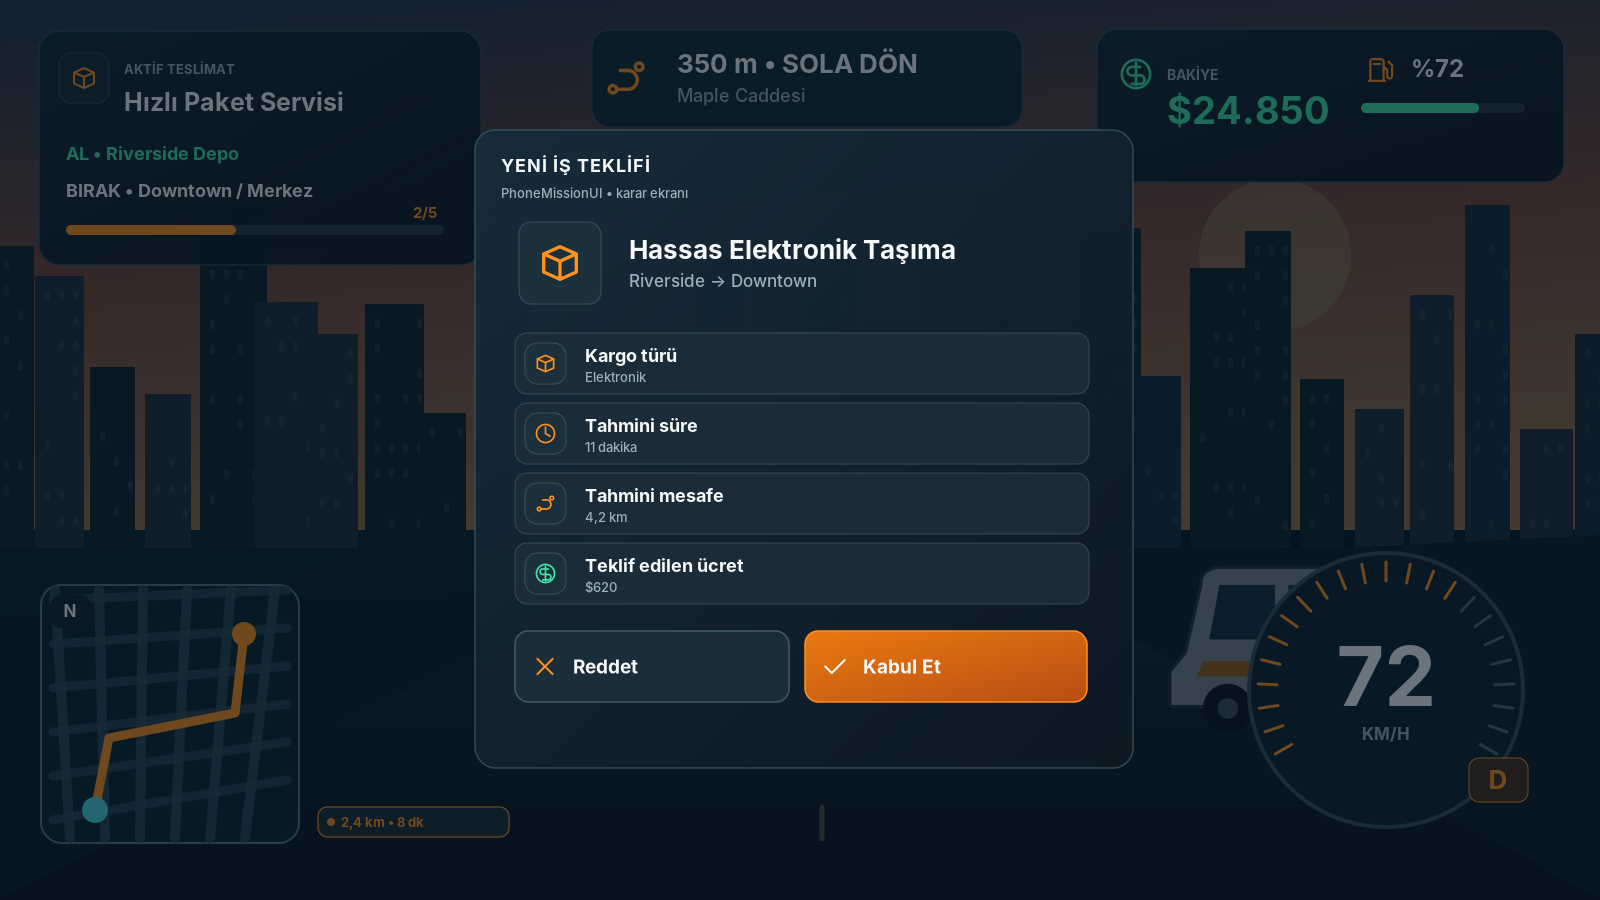 AKTİF TESLİMAT
Hızlı Paket Servisi
AL • Riverside Depo
BIRAK • Downtown / Merkez
2/5
350 m • SOLA DÖN
Maple Caddesi
BAKİYE
$24.850
%72
YENİ İŞ TEKLİFİ
PhoneMissionUI • karar ekranı
Hassas Elektronik Taşıma
Riverside → Downtown
Kargo türü
Elektronik
Tahmini süre
11 dakika
Tahmini mesafe
4,2 km
Teklif edilen ücret
$620
Reddet
Kabul Et
N
2,4 km • 8 dk
72
KM/H
D